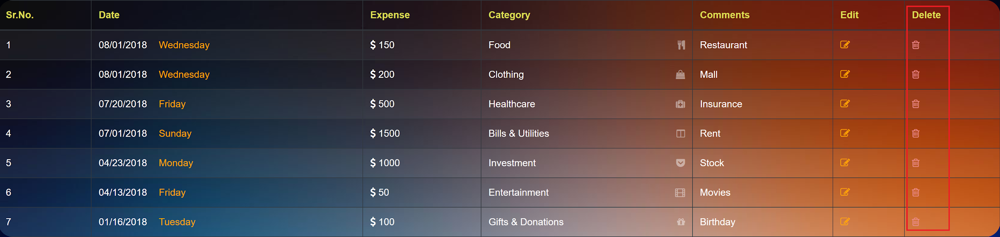 Sr.No. Date Expense Category Comments Edit Delete
1 08/01/2018 Wednesday $ 150 Food Restaurant
2 08/01/2018 Wednesday $ 200 Clothing Mall
3 07/20/2018 Friday $ 500 Healthcare Insurance
4 07/01/2018 Sunday $ 1500 Bills & Utilities Rent
5 04/23/2018 Monday $ 1000 Investment Stock
6 04/13/2018 Friday $ 50 Entertainment Movies
7 01/16/2018 Tuesday $ 100 Gifts & Donations Birthday